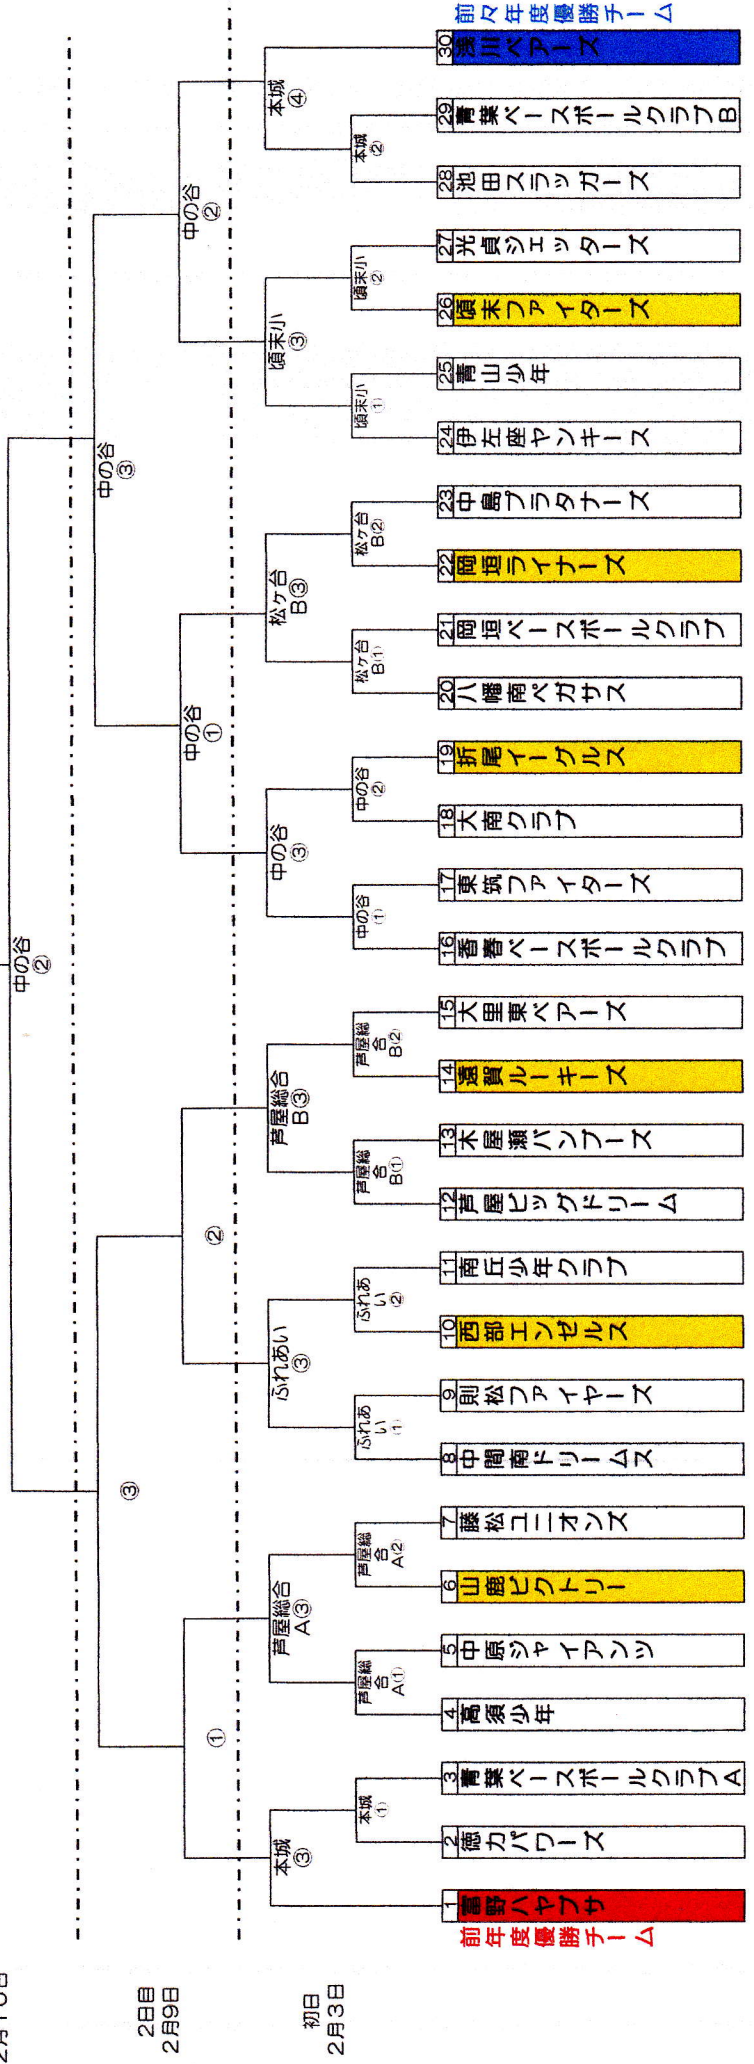 2月10日
2日目
2月9日
初日
2月3日
中の谷
②
③
中の谷
③
①
②
中の谷
①
中の谷
②
本城
③
芦屋総合
A③
ふれあい
③
芦屋総合
B③
中の谷
③
松ヶ台
B③
頃末小
③
本城
④
本城
①
芦屋総
合
A①
芦屋総
合
A②
ふれあ
い
①
ふれあ
い
②
芦屋総
合
B①
芦屋総
合
B②
中の谷
①
中の谷
②
松ヶ台
B①
松ヶ台
B②
頃末小
①
頃末小
②
本城
②
前年度優勝チーム
1 富野ハヤブサ
2 徳力パワーズ
3 青葉ベースボールクラブA
4 高須少年
5 中原ジャイアンツ
6 山鹿ビクトリー
7 藤松ユニオンズ
8 中間南ドリームス
9 則松ファイヤーズ
10 西部エンゼルス
11 南丘少年クラブ
12 芦屋ビッグドリーム
13 木屋瀬バンブーズ
14 遠賀ルーキーズ
15 大里東ベアーズ
16 香春ベースボールクラブ
17 東筑ファイターズ
18 大南クラブ
19 折尾イーグルス
20 八幡南ペガサス
21 岡垣ベースボールクラブ
22 岡垣ライナーズ
23 中島プラタナーズ
24 伊左座ヤンキース
25 青山少年
26 頃末ファイターズ
27 光貞ジェッターズ
28 池田スラッガーズ
29 青葉ベースボールクラブB
30 浅川ベアーズ
前々年度優勝チーム